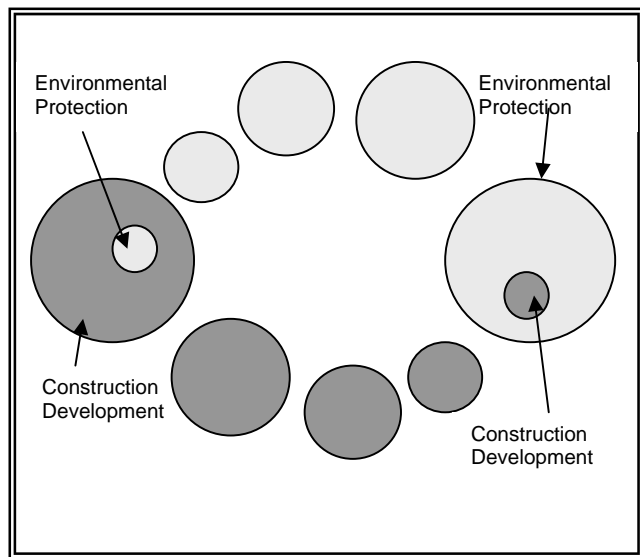 Environmental
Protection
Environmental
Protection
Construction
Development
Construction
Development